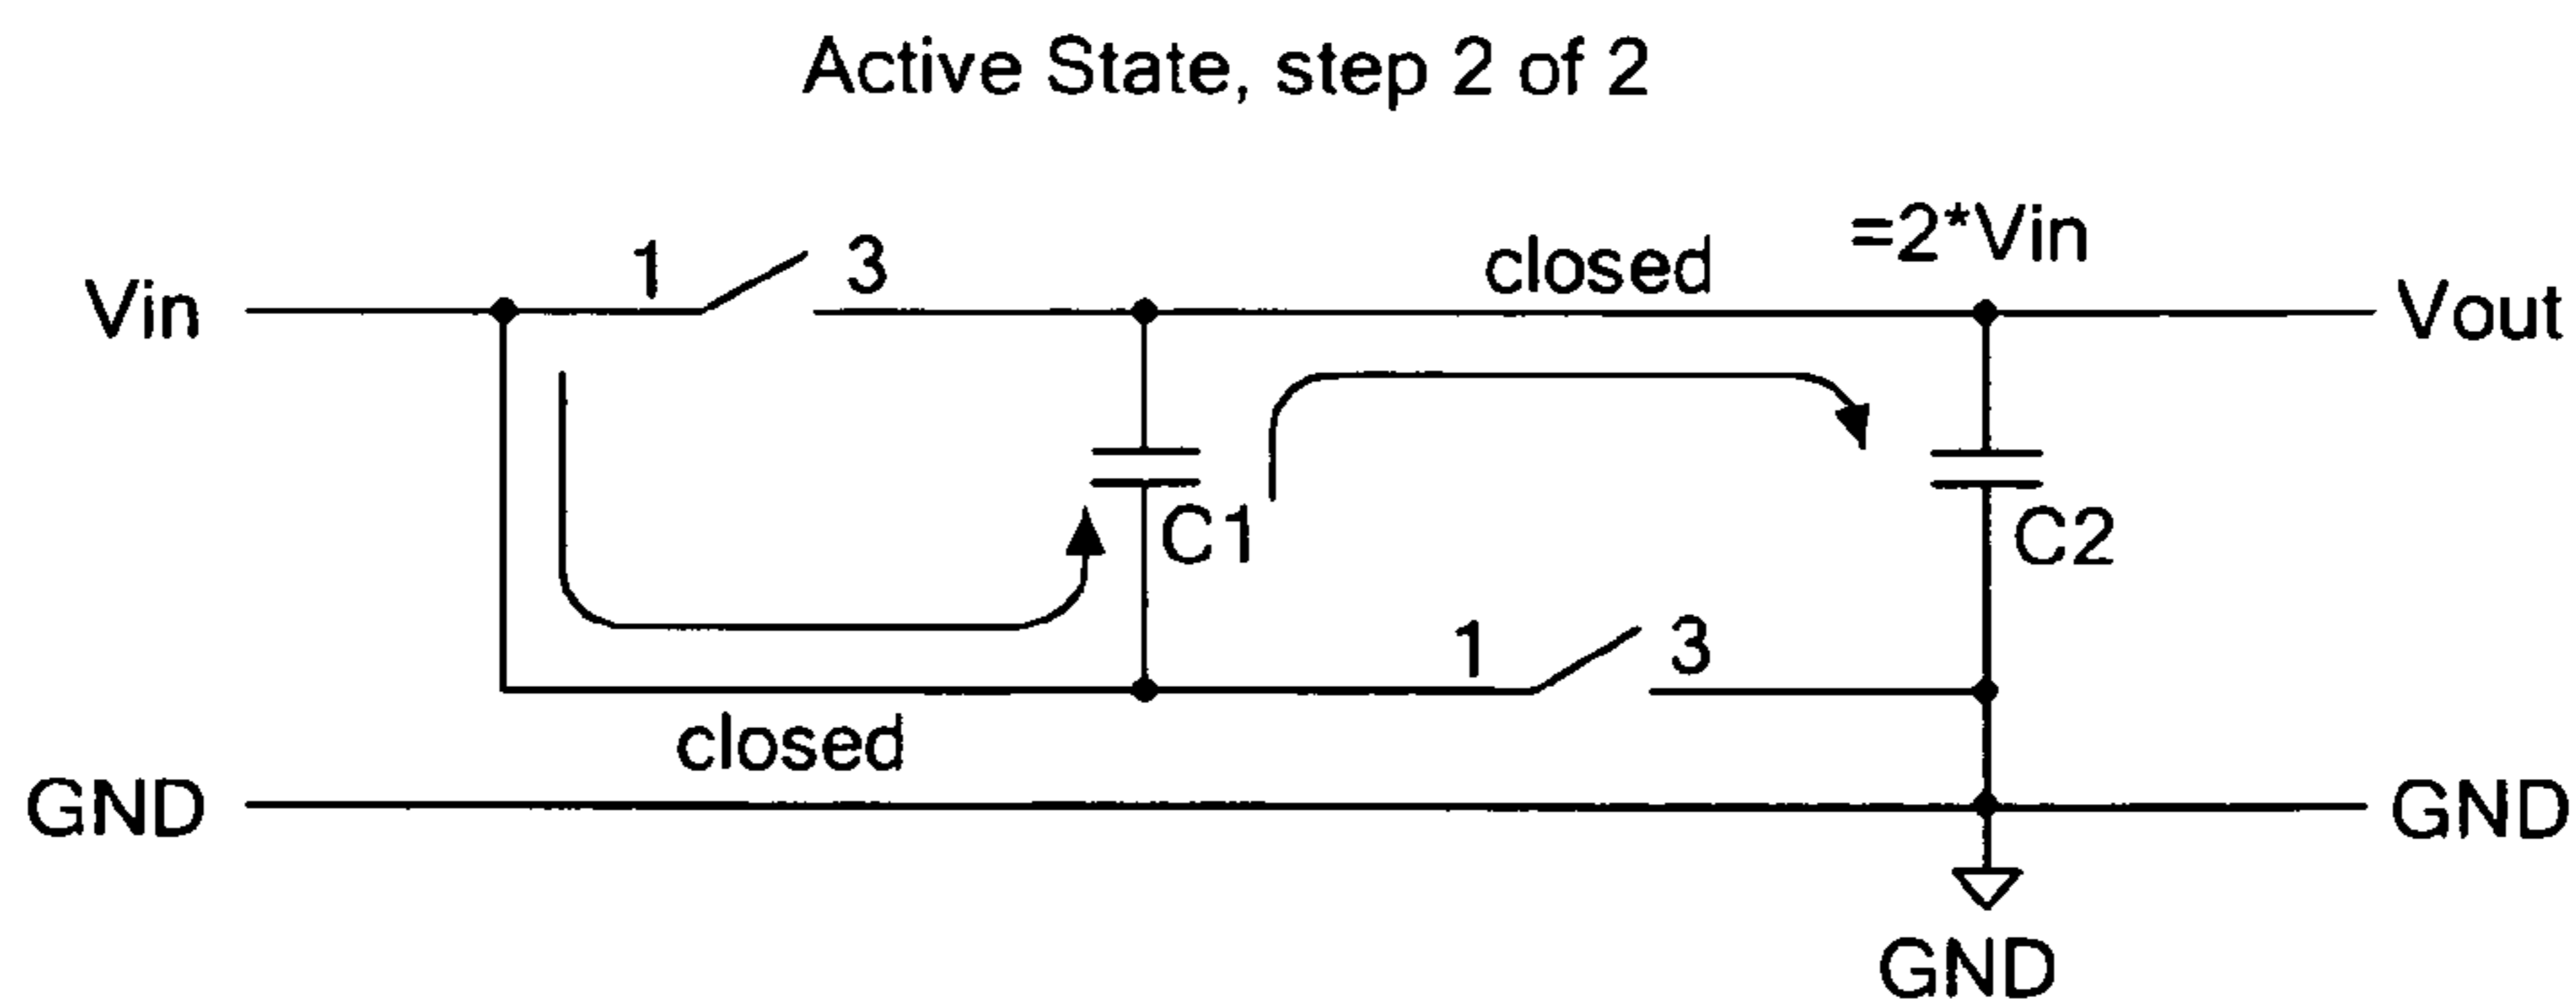 Active State, step 2 of 2
=2*Vin
Vin 1 3 closed Vout
C1 C2
1 3
closed
GND GND
GND